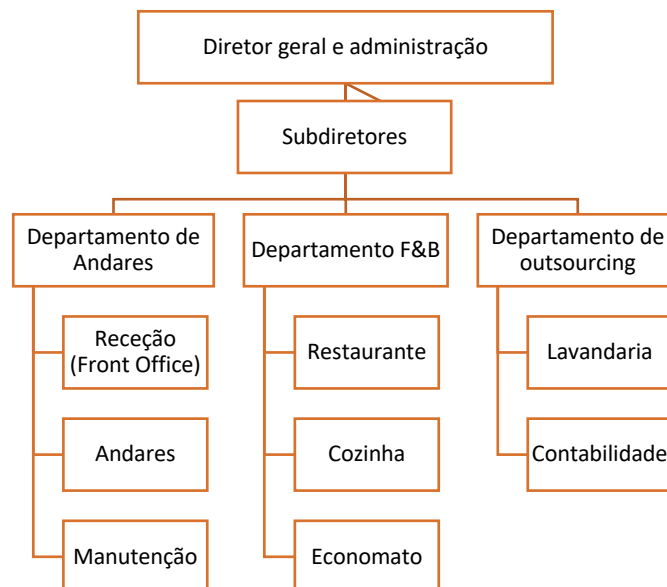 Diretor geral e administração
Subdiretores
Departamento de
Andares
Departamento F&B
Departamento de
outsourcing
Receção
(Front Office)
Restaurante
Lavandaria
Andares
Cozinha
Contabilidade
Manutenção
Economato